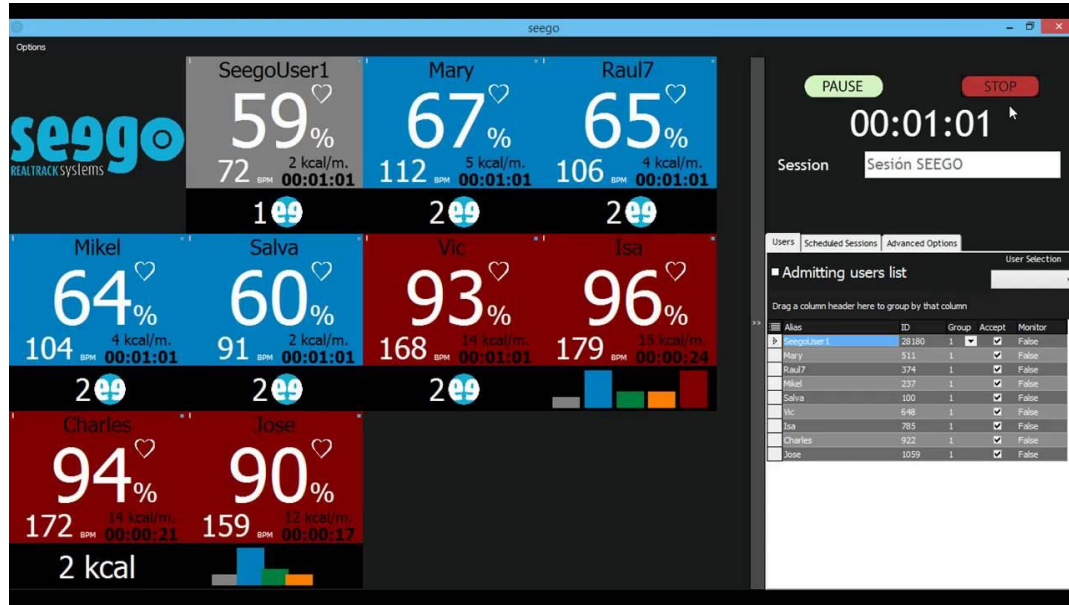 seego
Options
seego
REALTRACK systems
SeegoUser1
59%
72 BPM
2 kcal/m.
00:01:01
1
Mary
67%
112 BPM
5 kcal/m.
00:01:01
2
Raul7
65%
106 BPM
4 kcal/m.
00:01:01
2
Mikel
64%
104 BPM
4 kcal/m.
00:01:01
2
Salva
60%
91 BPM
2 kcal/m.
00:01:01
2
Vic
93%
168 BPM
14 kcal/m.
00:01:01
2
Isa
96%
179 BPM
15 kcal/m.
00:00:24
Charles
94%
172 BPM
14 kcal/m.
00:00:21
2 kcal
Jose
90%
159 BPM
12 kcal/m.
00:00:17
>>
PAUSE
STOP
00:01:01
Session
Sesión SEEGO
Users
Scheduled Sessions
Advanced Options
User Selection
Admitting users list
Drag a column header here to group by that column
Alias ID Group Accept Monitor
SeegoUser1 28180 1 False
Mary 511 1 False
Raul7 374 1 False
Mikel 237 1 False
Salva 100 1 False
Vic 648 1 False
Isa 785 1 False
Charles 922 1 False
Jose 1059 1 False